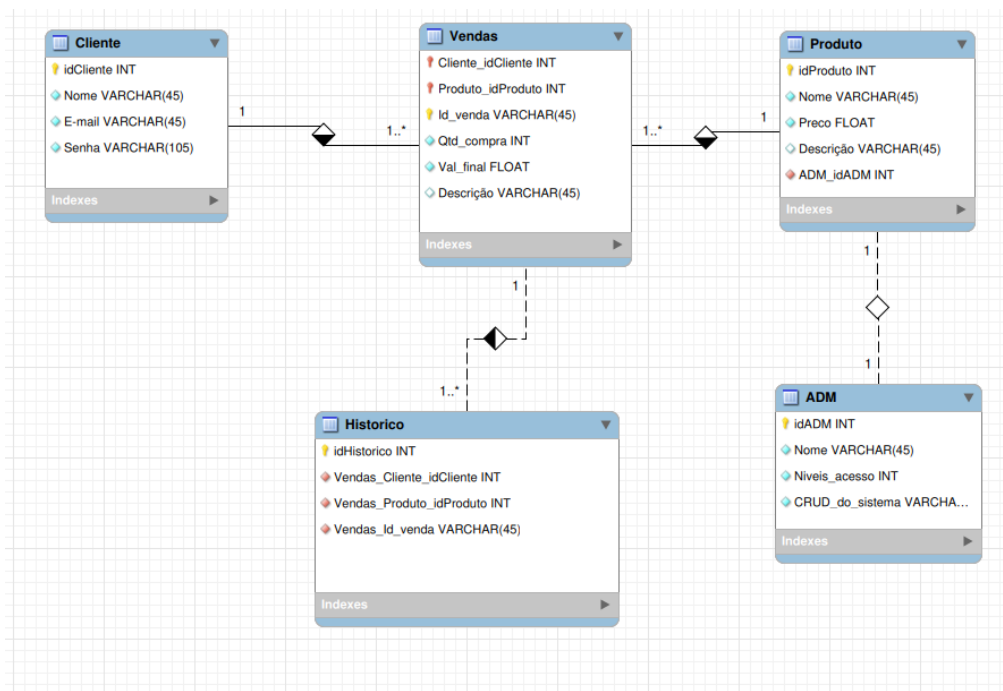 Cliente
idCliente INT
Nome VARCHAR(45)
E-mail VARCHAR(45)
Senha VARCHAR(105)
Indexes
1
1..*
Vendas
Cliente_idCliente INT
Produto_idProduto INT
Id_venda VARCHAR(45)
Qtd_compra INT
Val_final FLOAT
Descrição VARCHAR(45)
Indexes
1..*
1
Produto
idProduto INT
Nome VARCHAR(45)
Preco FLOAT
Descrição VARCHAR(45)
ADM_idADM INT
Indexes
1
1..*
1
1
Historico
idHistorico INT
Vendas_Cliente_idCliente INT
Vendas_Produto_idProduto INT
Vendas_Id_venda VARCHAR(45)
Indexes
ADM
idADM INT
Nome VARCHAR(45)
Niveis_acesso INT
CRUD_do_sistema VARCHA...
Indexes